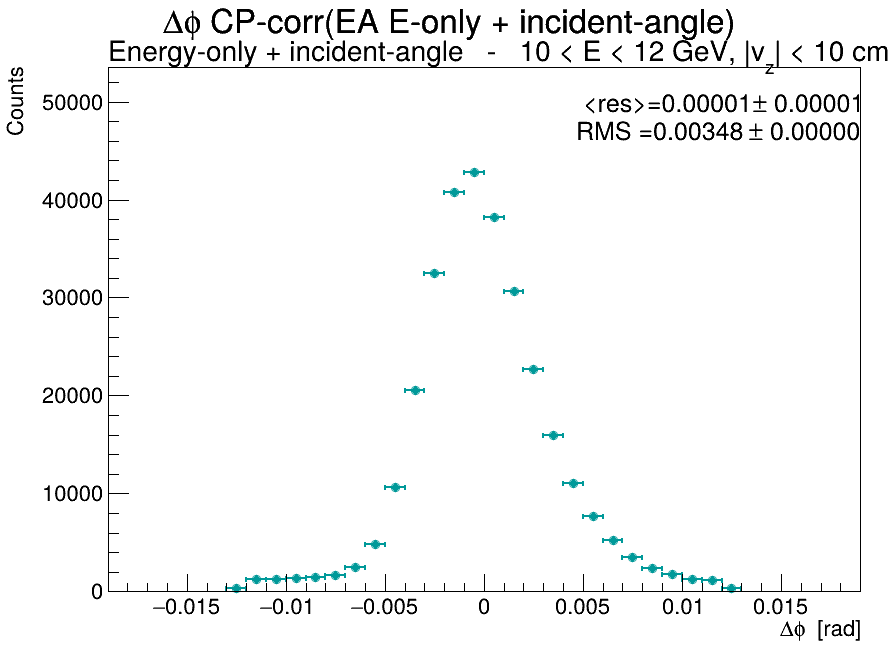 Δϕ CP-corr(EA E-only + incident-angle)
Energy-only + incident-angle - 10 < E < 12 GeV, |v_z| < 10 cm
<res>=0.00001± 0.00001
RMS =0.00348 ± 0.00000
Counts
50000
40000
30000
20000
10000
0
−0.015 −0.01 −0.005 0 0.005 0.01 0.015
Δϕ [rad]